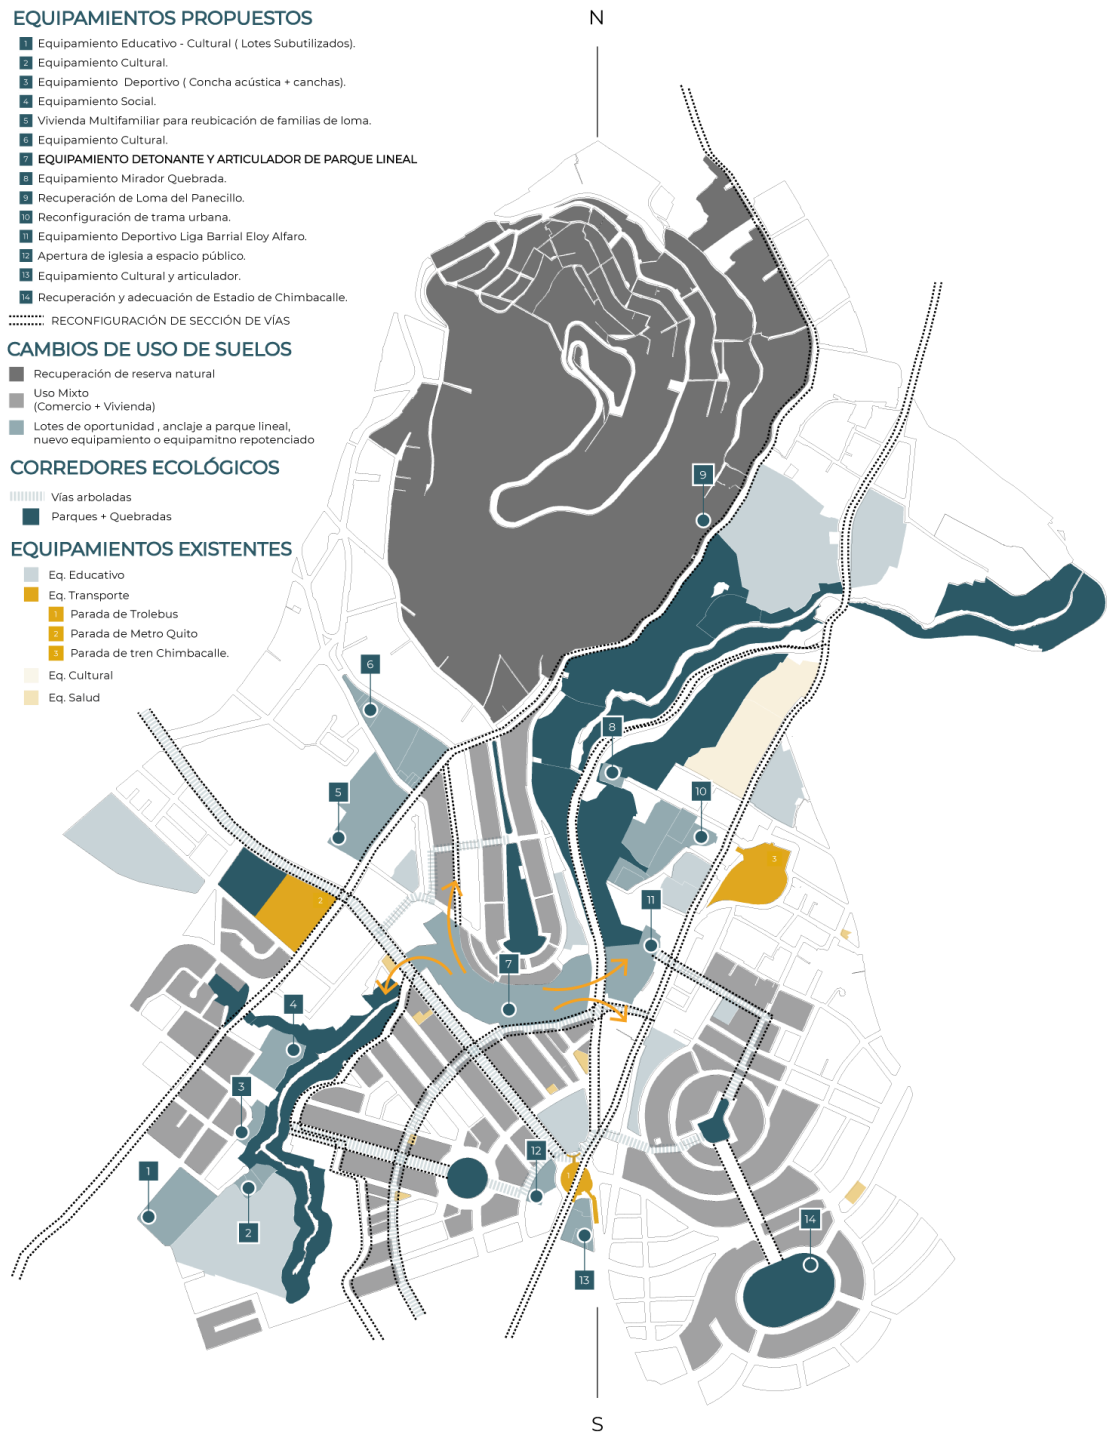 EQUIPAMIENTOS PROPUESTOS
1 Equipamiento Educativo - Cultural ( Lotes Subutilizados).
2 Equipamiento Cultural.
3 Equipamiento Deportivo ( Concha acústica + canchas).
4 Equipamiento Social.
5 Vivienda Multifamiliar para reubicación de familias de loma.
6 Equipamiento Cultural.
7 EQUIPAMIENTO DETONANTE Y ARTICULADOR DE PARQUE LINEAL
8 Equipamiento Mirador Quebrada.
9 Recuperación de Loma del Panecillo.
10 Reconfiguración de trama urbana.
11 Equipamiento Deportivo Liga Barrial Eloy Alfaro.
12 Apertura de iglesia a espacio público.
13 Equipamiento Cultural y articulador.
14 Recuperación y adecuación de Estadio de Chimbacalle.
RECONFIGURACIÓN DE SECCIÓN DE VÍAS
CAMBIOS DE USO DE SUELOS
Recuperación de reserva natural
Uso Mixto
(Comercio + Vivienda)
Lotes de oportunidad , anclaje a parque lineal,
nuevo equipamiento o equipamitno repotenciado
CORREDORES ECOLÓGICOS
Vías arboladas
Parques + Quebradas
EQUIPAMIENTOS EXISTENTES
Eq. Educativo
Eq. Transporte
1 Parada de Trolebus
2 Parada de Metro Quito
3 Parada de tren Chimbacalle.
Eq. Cultural
Eq. Salud
N
9
6
8
5
10
3
2
11
7
4
3
12
1
1
2
14
13
S